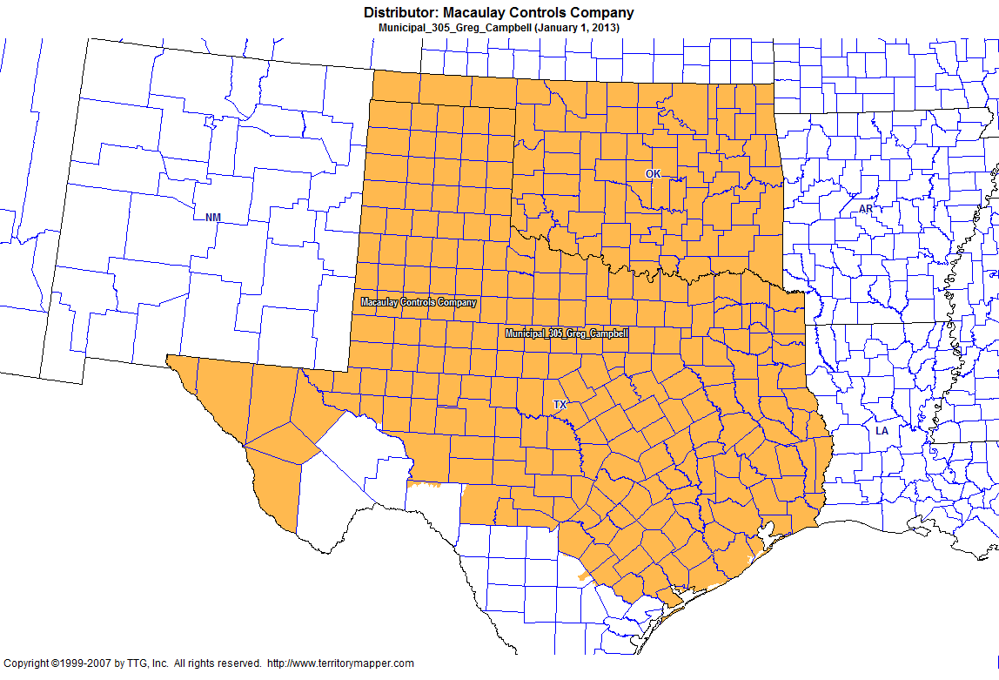 Distributor: Macaulay Controls Company
Municipal_305_Greg_Campbell (January 1, 2013)
OK
AR
NM
Macaulay Controls Company
Municipal_305_Greg_Campbell
TX
LA
Copyright ©1999-2007 by TTG, Inc. All rights reserved. http://www.territorymapper.com